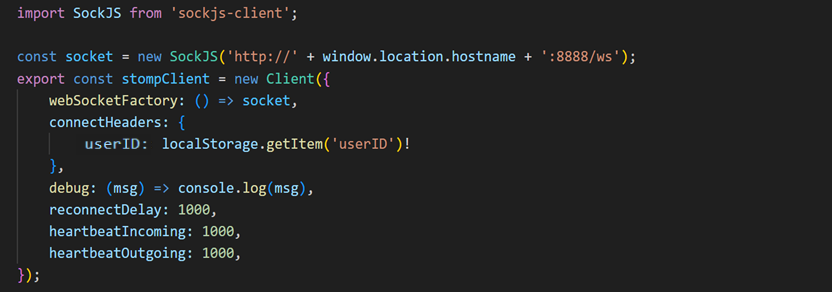 import SockJS from 'sockjs-client';
const socket = new SockJS('http://' + window.location.hostname + ':8888/ws');
export const stompClient = new Client({
webSocketFactory: () => socket,
connectHeaders: {
userID: localStorage.getItem('userID')!
},
debug: (msg) => console.log(msg),
reconnectDelay: 1000,
heartbeatIncoming: 1000,
heartbeatOutgoing: 1000,
});